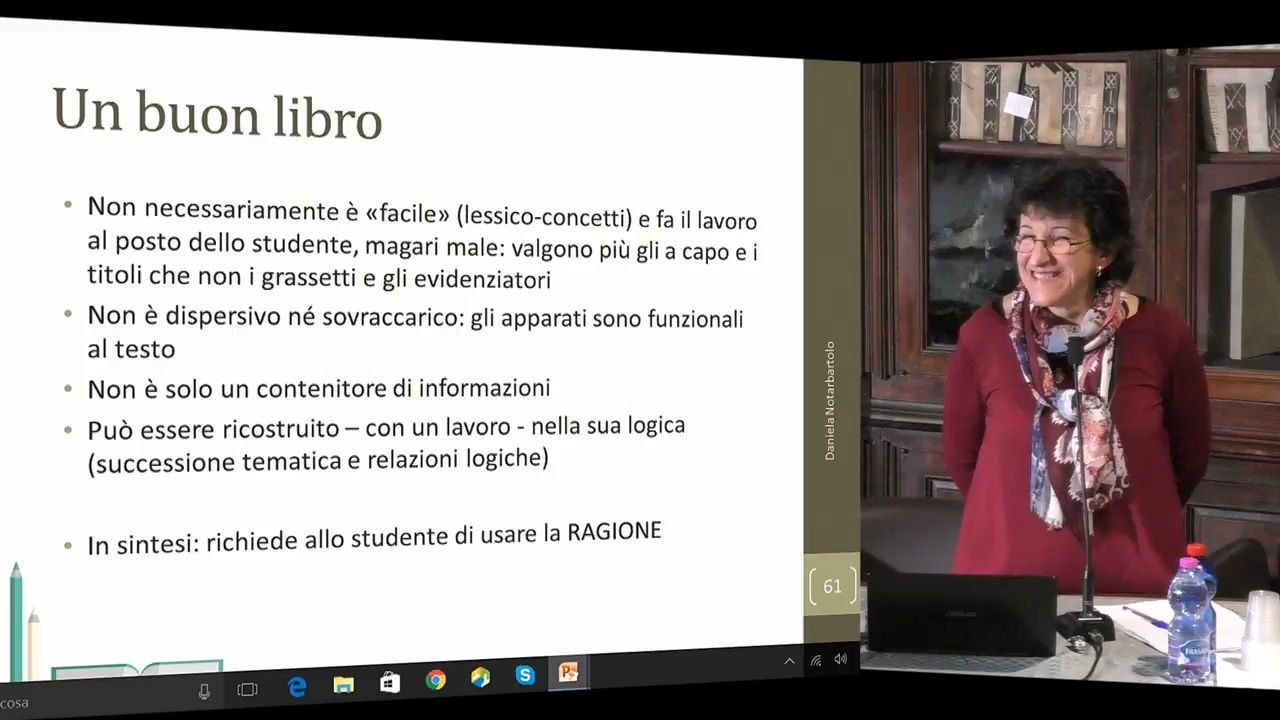 Un buon libro
• Non necessariamente è «facile» (lessico-concetti) e fa il lavoro
al posto dello studente, magari male: valgono più gli a capo e i
titoli che non i grassetti e gli evidenziatori
• Non è dispersivo né sovraccarico: gli apparati sono funzionali
al testo
• Non è solo un contenitore di informazioni
• Può essere ricostruito – con un lavoro - nella sua logica
(successione tematica e relazioni logiche)
• In sintesi: richiede allo studente di usare la RAGIONE
Daniela Notarbartolo
61
cosa
ASUS